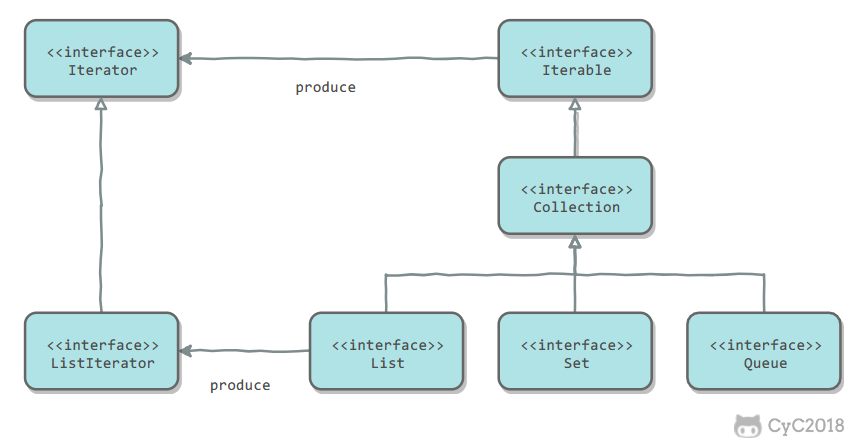 <<interface>>
Iterator
<<interface>>
Iterable
produce
<<interface>>
Collection
<<interface>>
ListIterator
<<interface>>
List
<<interface>>
Set
<<interface>>
Queue
produce
CyC2018